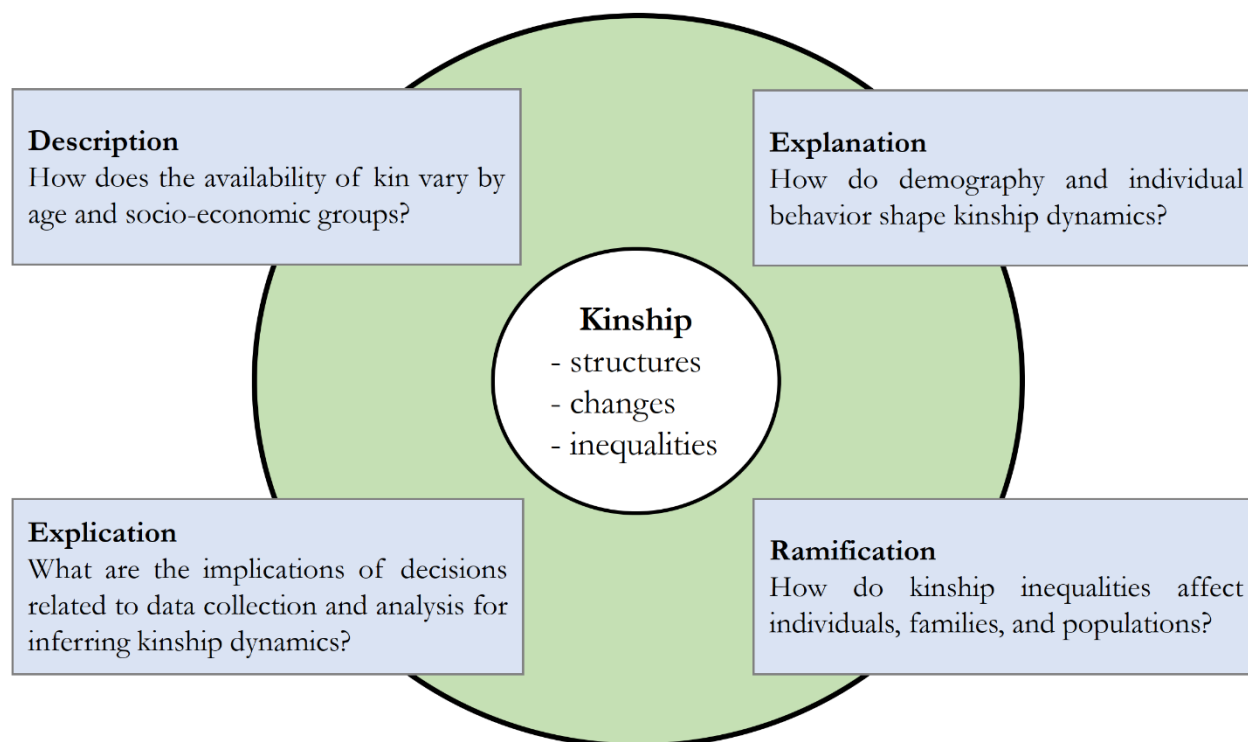 Description
How does the availability of kin vary by
age and socio-economic groups?
Explanation
How do demography and individual
behavior shape kinship dynamics?
Kinship
- structures
- changes
- inequalities
Explication
What are the implications of decisions
related to data collection and analysis for
inferring kinship dynamics?
Ramification
How do kinship inequalities affect
individuals, families, and populations?